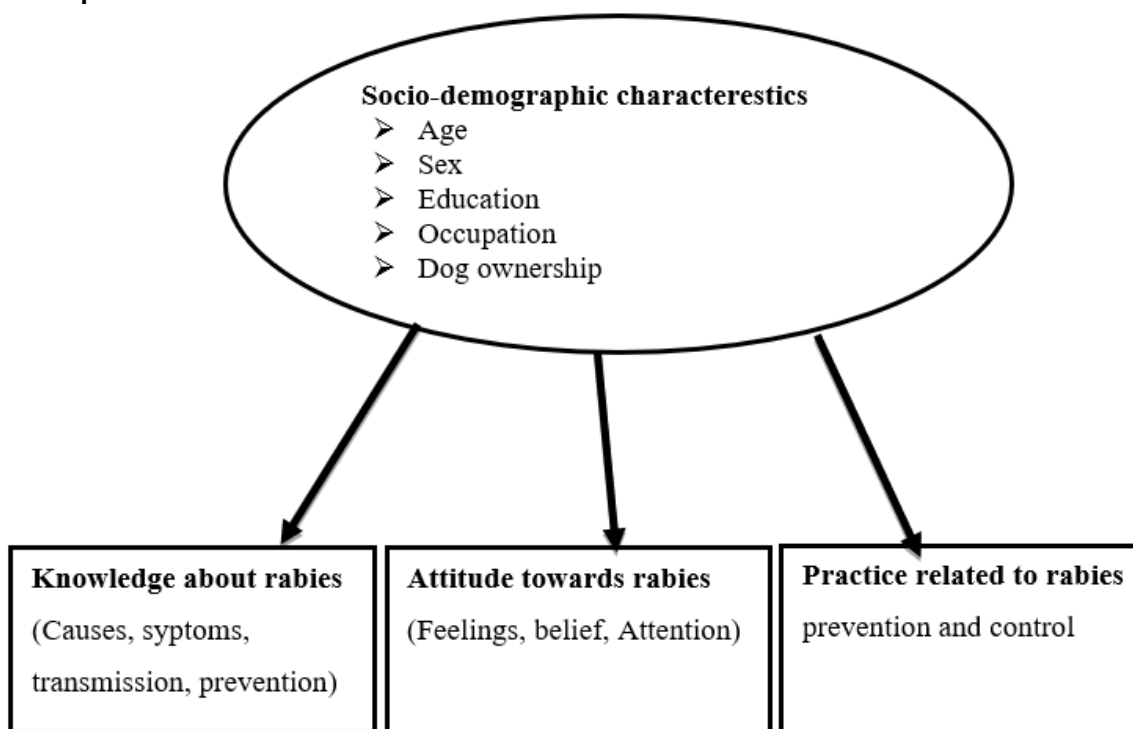 Socio-demographic characterestics
➢ Age
➢ Sex
➢ Education
➢ Occupation
➢ Dog ownership
Knowledge about rabies
(Causes, syptoms,
transmission, prevention)
Attitude towards rabies
(Feelings, belief, Attention)
Practice related to rabies
prevention and control